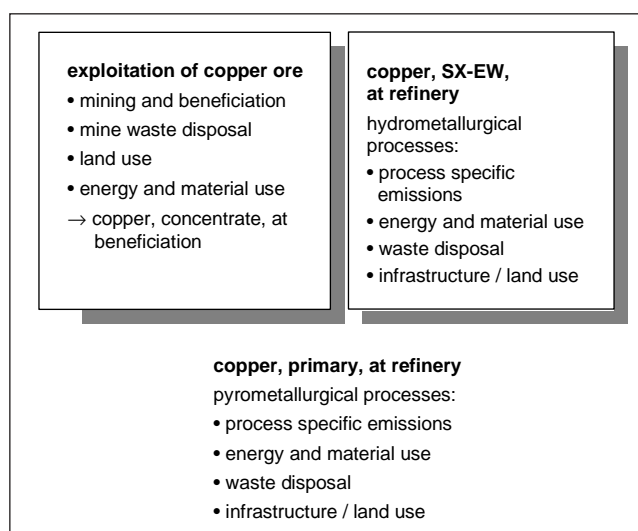 exploitation of copper ore
• mining and beneficiation
• mine waste disposal
• land use
• energy and material use
→ copper, concentrate, at
beneficiation
copper, SX-EW,
at refinery
hydrometallurgical
processes:
• process specific
emissions
• energy and material use
• waste disposal
• infrastructure / land use
copper, primary, at refinery
pyrometallurgical processes:
• process specific emissions
• energy and material use
• waste disposal
• infrastructure / land use